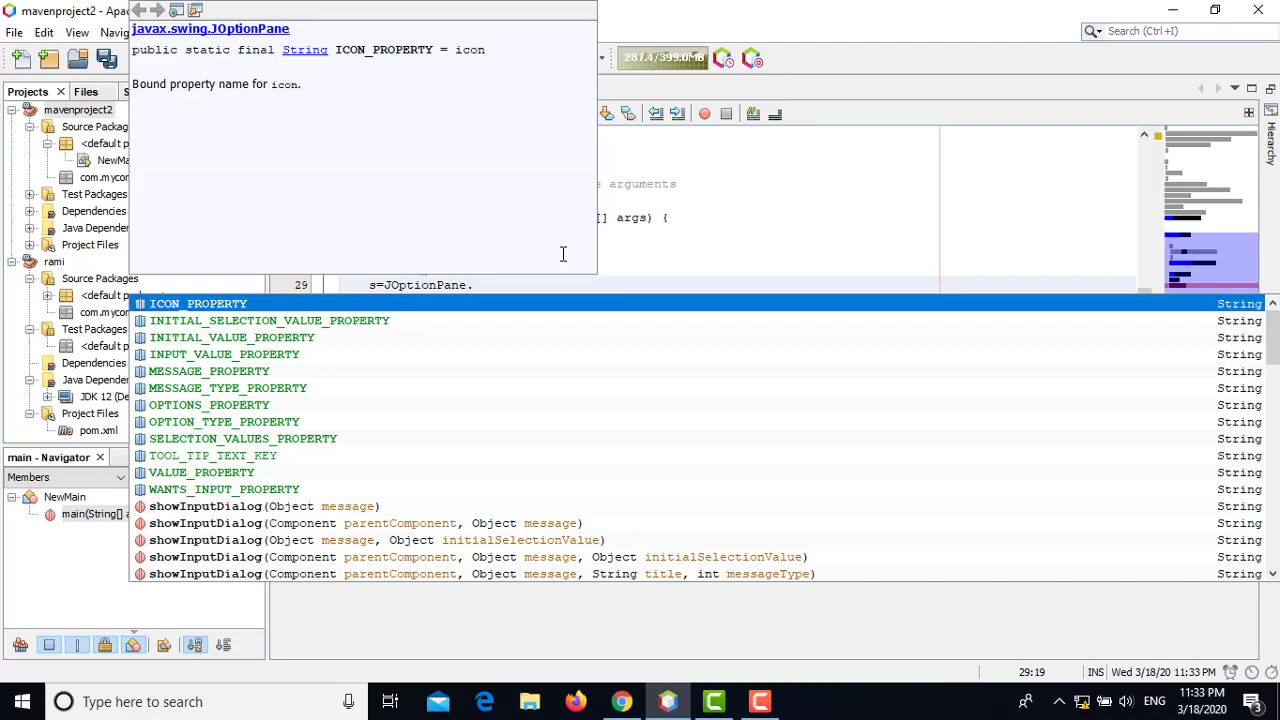 mavenproject2 - Apac
javax.swing.JOptionPane
public static final String ICON_PROPERTY = icon
Bound property name for icon.
File Edit View
Search (Ctrl+I)
287.4/399.0MB
Projects Files
mavenproject2
Source Packag
<default p
NewMa
com.mycom
Test Packages
Dependencies
Java Depende
Project Files
rami
Source Packages
<default p
com.mycom
Test Packages
<default p
Dependencies
Java Dependen
JDK 12 (De
Project Files
pom.xml
Hierarchy
e arguments
[] args) {
29 s=JOptionPane.
ICON_PROPERTY String
INITIAL_SELECTION_VALUE_PROPERTY String
INITIAL_VALUE_PROPERTY String
INPUT_VALUE_PROPERTY String
MESSAGE_PROPERTY String
MESSAGE_TYPE_PROPERTY String
OPTIONS_PROPERTY String
OPTION_TYPE_PROPERTY String
SELECTION_VALUES_PROPERTY String
TOOL_TIP_TEXT_KEY String
VALUE_PROPERTY String
WANTS_INPUT_PROPERTY String
showInputDialog(Object message) String
showInputDialog(Component parentComponent, Object message) String
showInputDialog(Object message, Object initialSelectionValue) String
showInputDialog(Component parentComponent, Object message, Object initialSelectionValue) String
showInputDialog(Component parentComponent, Object message, String title, int messageType) String
main - Navigator
Members
NewMain
main(String[] a
29:19 INS Wed 3/18/20 11:33 PM
Type here to search
ENG
11:33 PM
3/18/2020
3